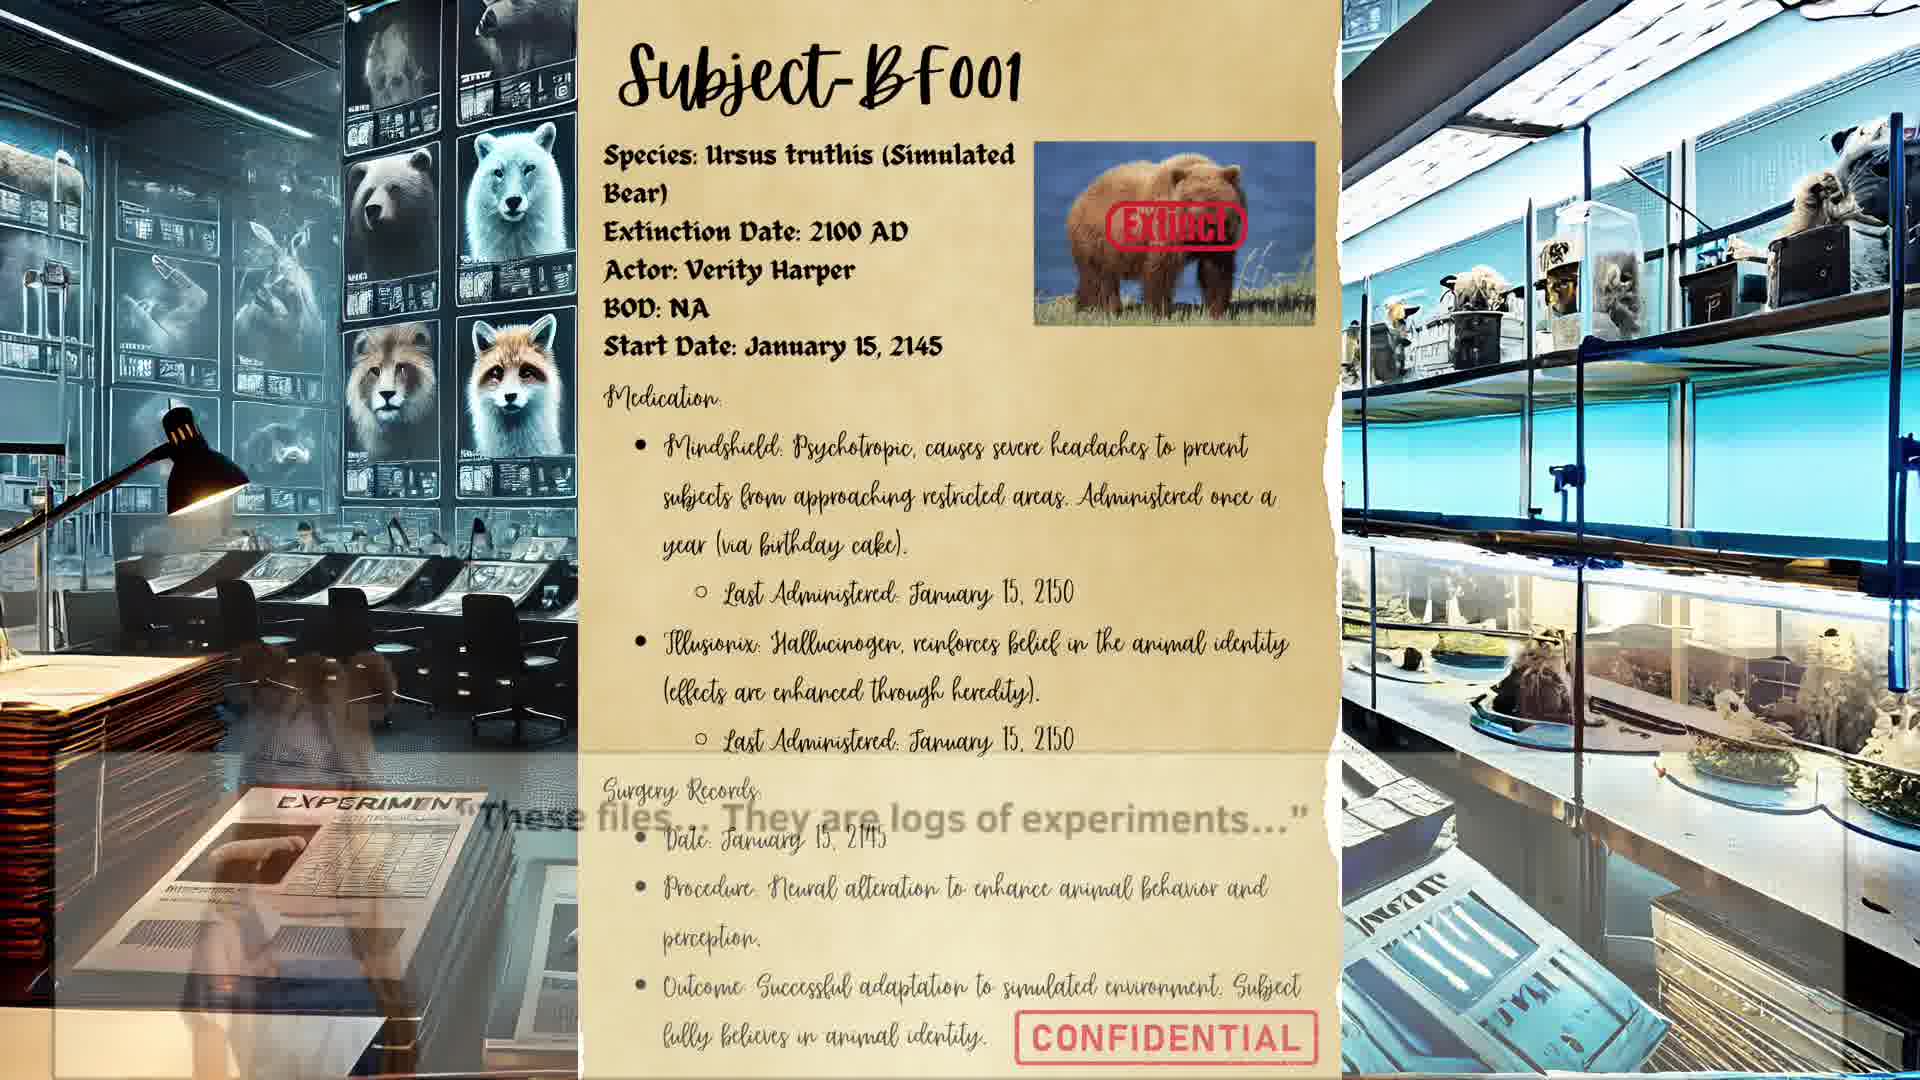 Subject-BF001
Species: Ursus truthis (Simulated
Bear)
Extinction Date: 2100 AD
Actor: Verity Harper
BOD: NA
Start Date: January 15, 2145
Extinct
Medication:
• Mindshield: Psychotropic, causes severe headaches to prevent
subjects from approaching restricted areas. Administered once a
year (via birthday cake).
○ Last Administered: January 15, 2150
• Illusionix: Hallucinogen, reinforces belief in the animal identity
(effects are enhanced through heredity).
○ Last Administered: January 15, 2150
Surgery Records:
EXPERIMENT
“These files... They are logs of experiments...”
• Date: January 15, 2145
• Procedure: Neural alteration to enhance animal behavior and
perception.
• Outcome: Successful adaptation to simulated environment. Subject
fully believes in animal identity.
CONFIDENTIAL